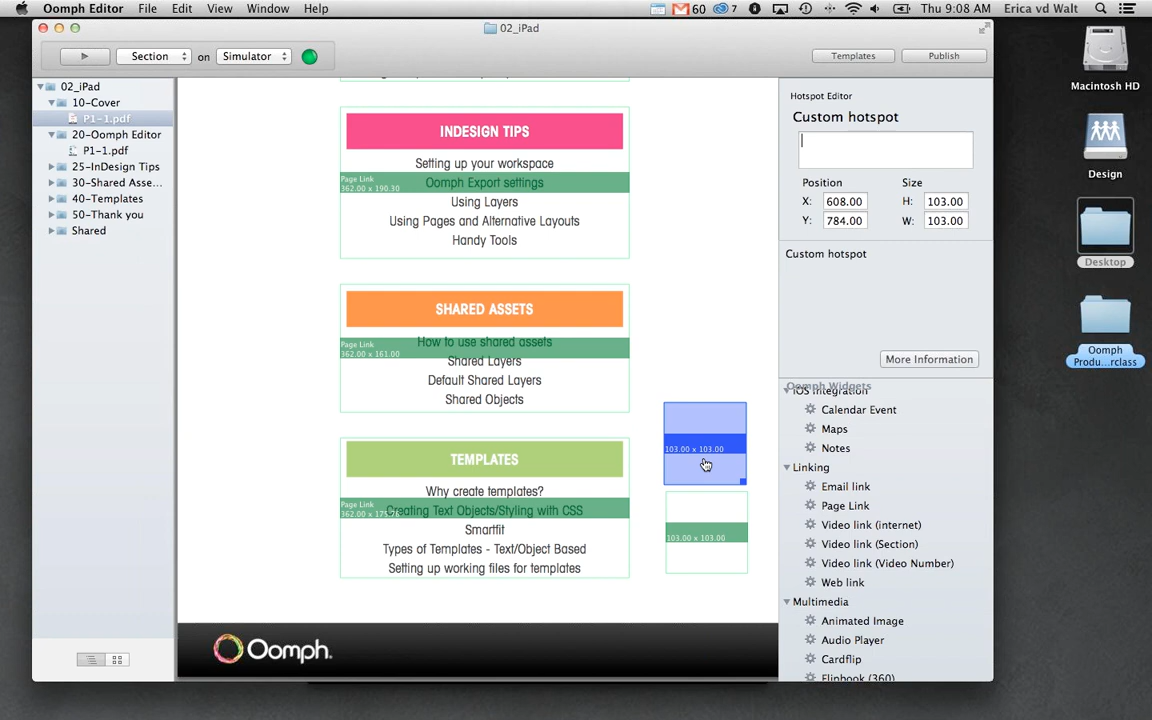 Oomph Editor File Edit View Window Help 60 7 Thu 9:08 AM Erica vd Walt
02_iPad
Section on Simulator Templates Publish
02_iPad
10-Cover
P1-1.pdf
20-Oomph Editor
P1-1.pdf
25-InDesign Tips
30-Shared Asse...
40-Templates
50-Thank you
Shared
INDESIGN TIPS
Setting up your workspace
Page Link
362.00 x 190.30
Oomph Export settings
Using Layers
Using Pages and Alternative Layouts
Handy Tools
SHARED ASSETS
How to use shared assets
Page Link
362.00 x 161.00
Shared Layers
Default Shared Layers
Shared Objects
TEMPLATES
Why create templates?
Page Link
Creating Text Objects/Styling with CSS
Smartfit
Types of Templates - Text/Object Based
Setting up working files for templates
103.00 x 103.00
103.00 x 103.00
Oomph.
Hotspot Editor
Custom hotspot
Position Size
X: 608.00 H: 103.00
Y: 784.00 W: 103.00
Custom hotspot
More Information
Oomph Widgets
iOS Integration
Calendar Event
Maps
Notes
Linking
Email link
Page Link
Video link (internet)
Video link (Section)
Video link (Video Number)
Web link
Multimedia
Animated Image
Audio Player
Cardflip
Flipbook (360)
Macintosh HD
Design
Desktop
Oomph
Produ...rclass